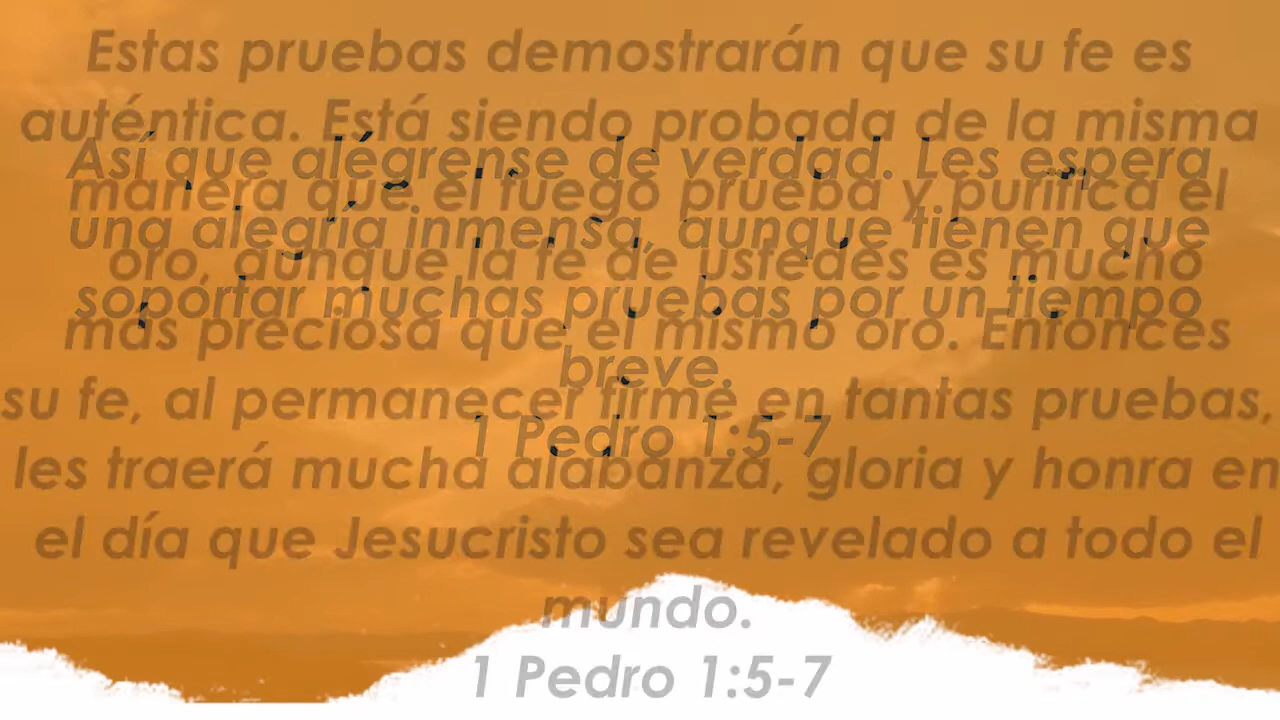 Estas pruebas demostrarán que su fe es
auténtica. Está siendo probada de la misma
manera que el fuego prueba y purifica el
oro, aunque la fe de ustedes es mucho
más preciosa que el mismo oro. Entonces
su fe, al permanecer firme en tantas pruebas,
les traerá mucha alabanza, gloria y honra en
el día que Jesucristo sea revelado a todo el
mundo.
1 Pedro 1:5-7
Así que alégrense de verdad. Les espera
una alegría inmensa, aunque tienen que
soportar muchas pruebas por un tiempo
breve.
1 Pedro 1:5-7